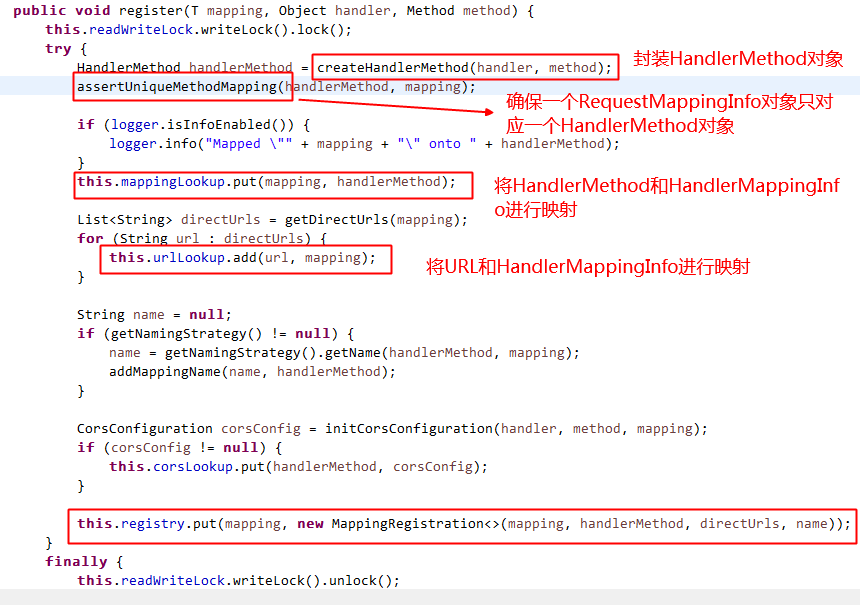 public void register(T mapping, Object handler, Method method) {
this.readWriteLock.writeLock().lock();
try {
HandlerMethod handlerMethod = createHandlerMethod(handler, method);
封装HandlerMethod对象
assertUniqueMethodMapping(handlerMethod, mapping);
确保一个RequestMappingInfo对象只对
应一个HandlerMethod对象
if (logger.isInfoEnabled()) {
logger.info("Mapped \"" + mapping + "\" onto " + handlerMethod);
}
this.mappingLookup.put(mapping, handlerMethod);
将HandlerMethod和HandlerMappingInf
o进行映射
List<String> directUrls = getDirectUrls(mapping);
for (String url : directUrls) {
this.urlLookup.add(url, mapping);
将URL和HandlerMappingInfo进行映射
}
String name = null;
if (getNamingStrategy() != null) {
name = getNamingStrategy().getName(handlerMethod, mapping);
addMappingName(name, handlerMethod);
}
CorsConfiguration corsConfig = initCorsConfiguration(handler, method, mapping);
if (corsConfig != null) {
this.corsLookup.put(handlerMethod, corsConfig);
}
this.registry.put(mapping, new MappingRegistration<>(mapping, handlerMethod, directUrls, name));
}
finally {
this.readWriteLock.writeLock().unlock();